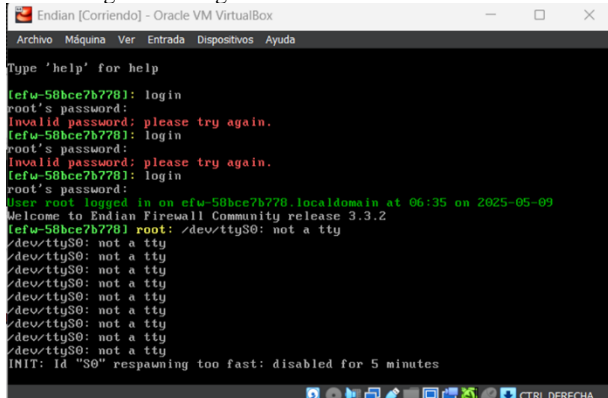 Endian [Corriendo] - Oracle VM VirtualBox
Archivo Máquina Ver Entrada Dispositivos Ayuda
Type 'help' for help
[efw-58bce7b778]: login
root's password:
Invalid password; please try again.
[efw-58bce7b778]: login
root's password:
Invalid password; please try again.
[efw-58bce7b778]: login
root's password:
User root logged in on efw-58bce7b778.localdomain at 06:35 on 2025-05-09
Welcome to Endian Firewall Community release 3.3.2
[efw-58bce7b778] root: /dev/ttyS0: not a tty
/dev/ttyS0: not a tty
/dev/ttyS0: not a tty
/dev/ttyS0: not a tty
/dev/ttyS0: not a tty
/dev/ttyS0: not a tty
/dev/ttyS0: not a tty
/dev/ttyS0: not a tty
/dev/ttyS0: not a tty
INIT: Id "S0" respawning too fast: disabled for 5 minutes
CTRL DERECHA